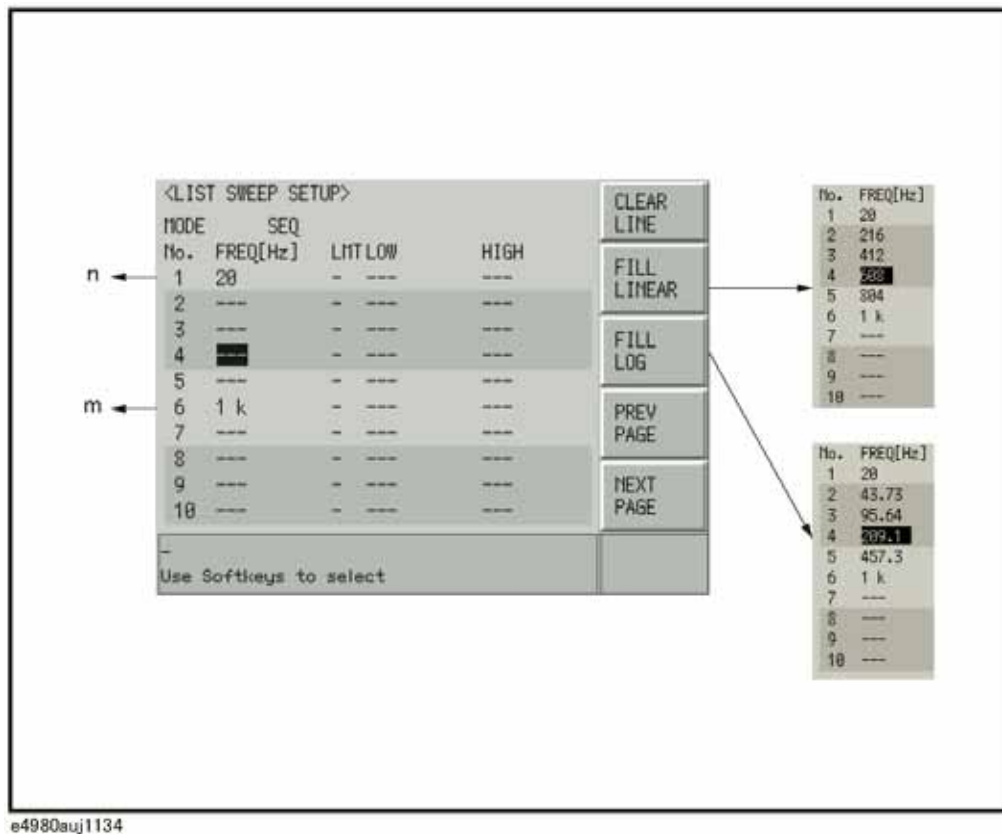 <LIST SWEEP SETUP>
MODE SEQ
No. FREQ[Hz] LMT LOW HIGH
n
1 20 - --- ---
2 --- - --- ---
3 --- - --- ---
4 --- - --- ---
5 --- - --- ---
m
6 1 k - --- ---
7 --- - --- ---
8 --- - --- ---
9 --- - --- ---
10 --- - --- ---
_
Use Softkeys to select
CLEAR
LINE
FILL
LINEAR
FILL
LOG
PREV
PAGE
NEXT
PAGE
No. FREQ[Hz]
1 20
2 216
3 412
4 608
5 804
6 1 k
7 ---
8 ---
9 ---
10 ---
No. FREQ[Hz]
1 20
2 43.73
3 95.64
4 209.1
5 457.3
6 1 k
7 ---
8 ---
9 ---
10 ---
e4980auj1134